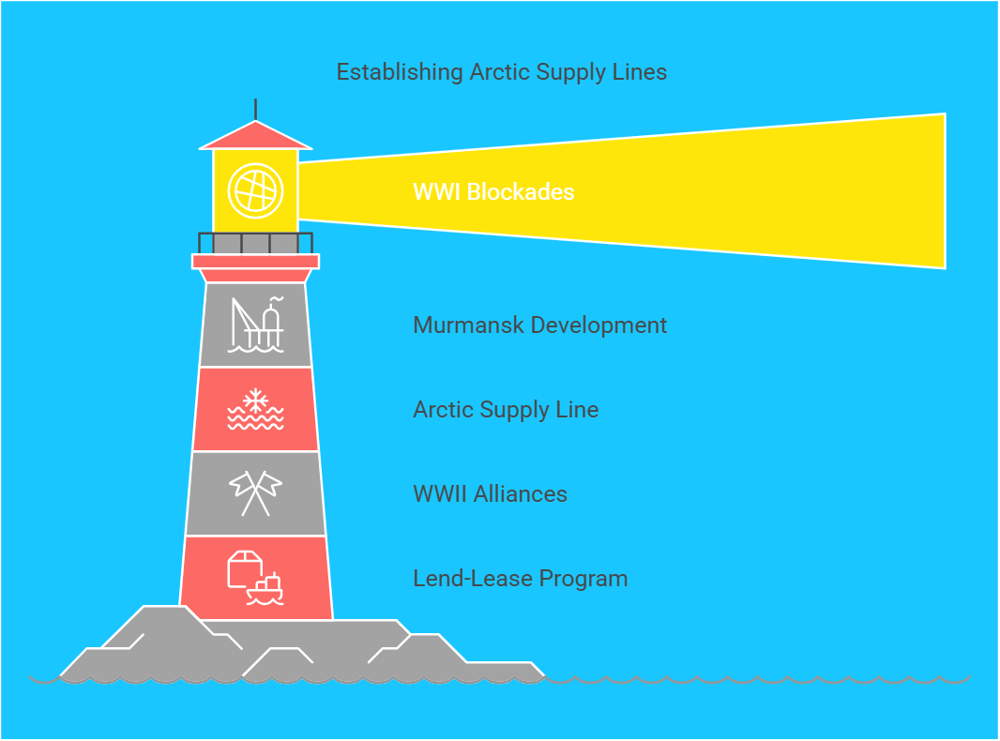 Establishing Arctic Supply Lines
WWI Blockades
Murmansk Development
Arctic Supply Line
WWII Alliances
Lend-Lease Program